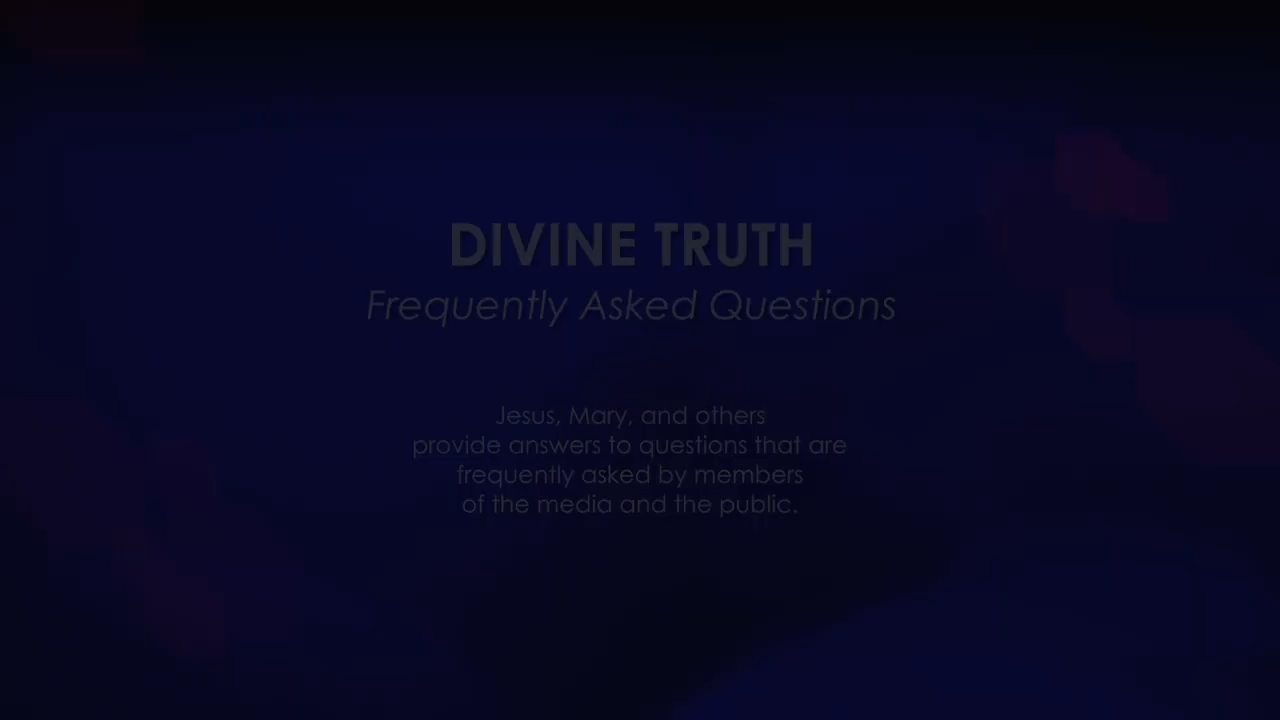 DIVINE TRUTH
Frequently Asked Questions
Jesus, Mary, and others
provide answers to questions that are
frequently asked by members
of the media and the public.